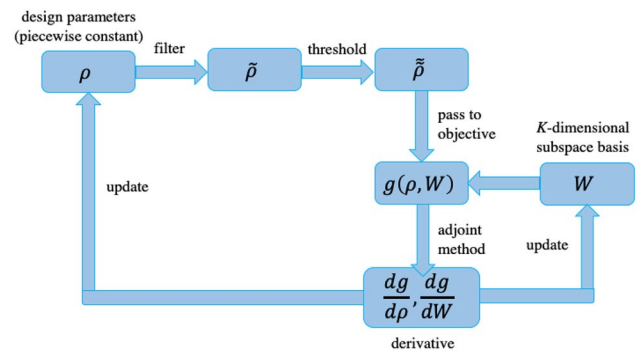 design parameters
(piecewise constant)
filter
threshold
ρ
ρ̃
ρ̃̃
pass to
objective
K-dimensional
subspace basis
g(ρ, W)
W
update
adjoint
method
update
dg/dρ, dg/dW
derivative